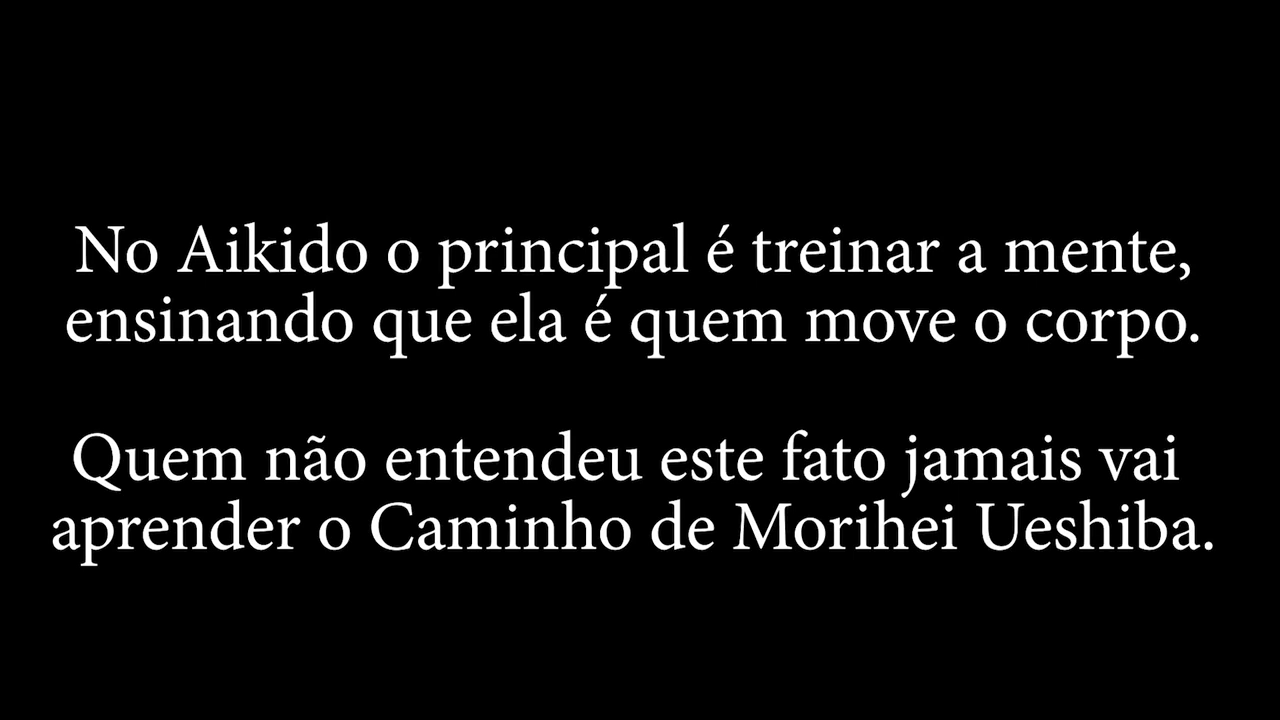 No Aikido o principal é treinar a mente,
ensinando que ela é quem move o corpo.
Quem não entendeu este fato jamais vai
aprender o Caminho de Morihei Ueshiba.